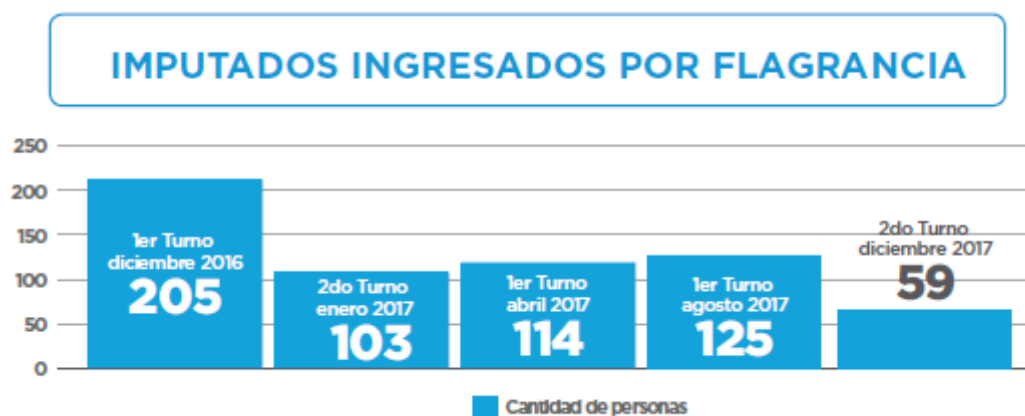 IMPUTADOS INGRESADOS POR FLAGRANCIA
250
200
150
100
50
0
1er Turno
diciembre 2016
205
2do Turno
enero 2017
103
1er Turno
abril 2017
114
1er Turno
agosto 2017
125
2do Turno
diciembre 2017
59
Cantidad de personas